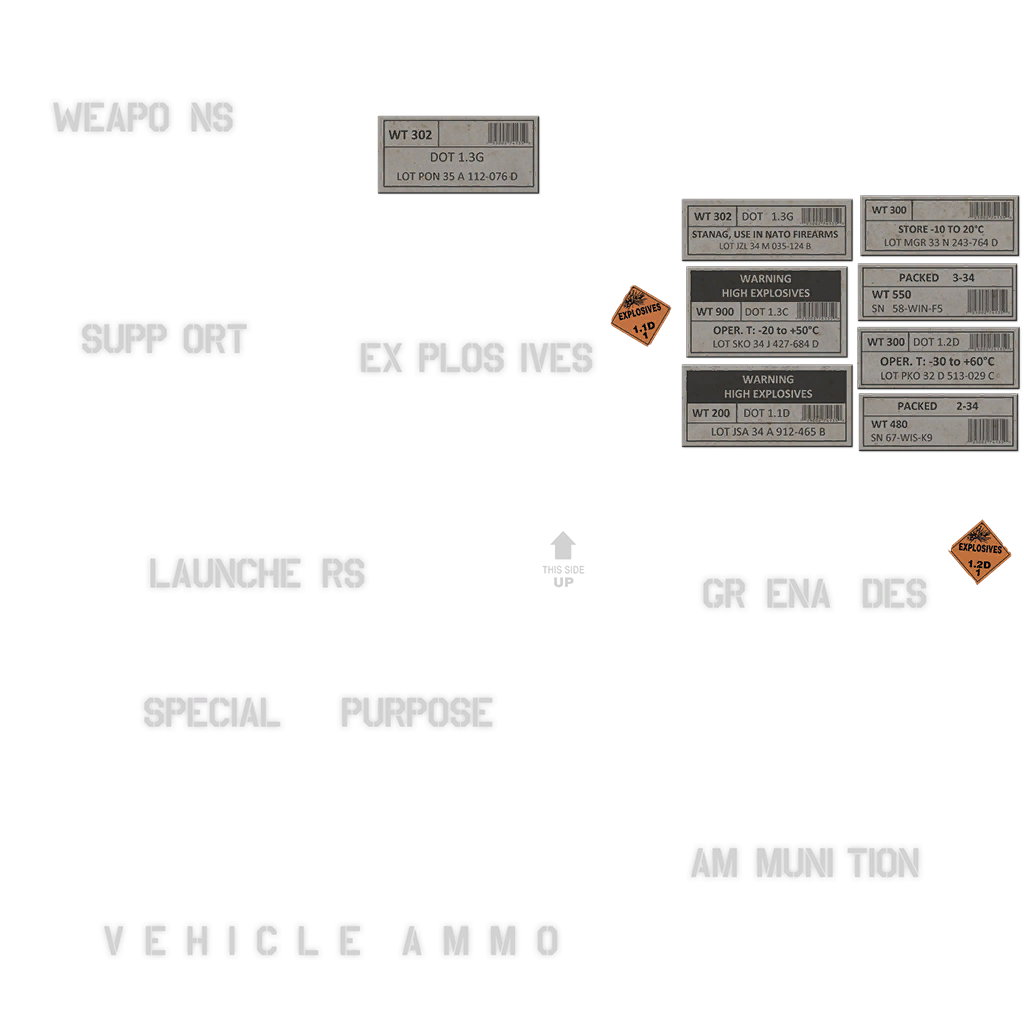 WEAPO NS
WT 302
DOT 1.3G
LOT PON 35 A 112-076 D
WT 302 DOT 1.3G
STANAG, USE IN NATO FIREARMS
LOT JZL 34 M 035-124 B
WT 300
STORE -10 TO 20°C
LOT MGR 33 N 243-764 D
WARNING
HIGH EXPLOSIVES
WT 900 DOT 1.3C
OPER. T: -20 to +50°C
LOT SKO 34 J 427-684 D
PACKED 3-34
WT 550
SN 58-WIN-F5
EXPLOSIVES
1.1D
1
SUPP ORT
EX PLOS IVES
WT 300 DOT 1.2D
OPER. T: -30 to +60°C
LOT PKO 32 D 513-029 C
WARNING
HIGH EXPLOSIVES
WT 200 DOT 1.1D
LOT JSA 34 A 912-465 B
PACKED 2-34
WT 480
SN 67-WIS-K9
LAUNCHE RS
THIS SIDE
UP
GR ENA DES
EXPLOSIVES
1.2D
1
SPECIAL PURPOSE
AM MUNI TION
VEHICLE AMMO